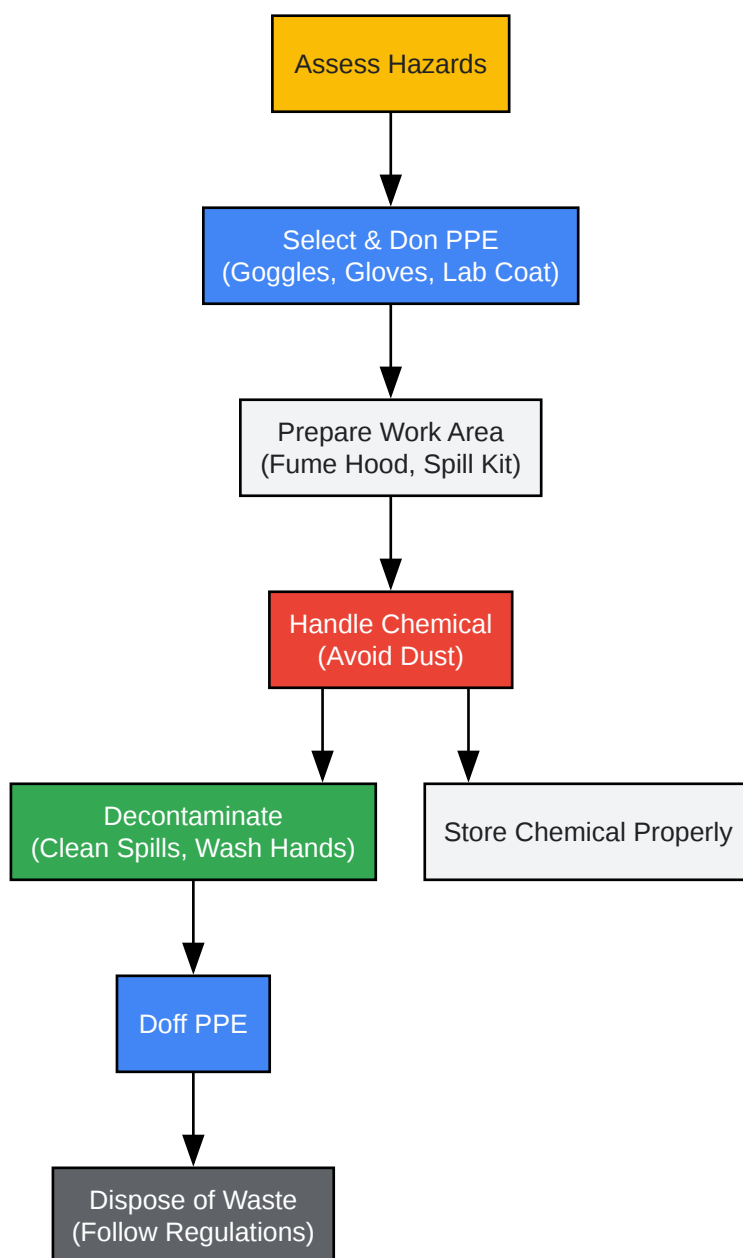 Assess Hazards
Select & Don PPE
(Goggles, Gloves, Lab Coat)
Prepare Work Area
(Fume Hood, Spill Kit)
Handle Chemical
(Avoid Dust)
Decontaminate
(Clean Spills, Wash Hands)
Store Chemical Properly
Doff PPE
Dispose of Waste
(Follow Regulations)